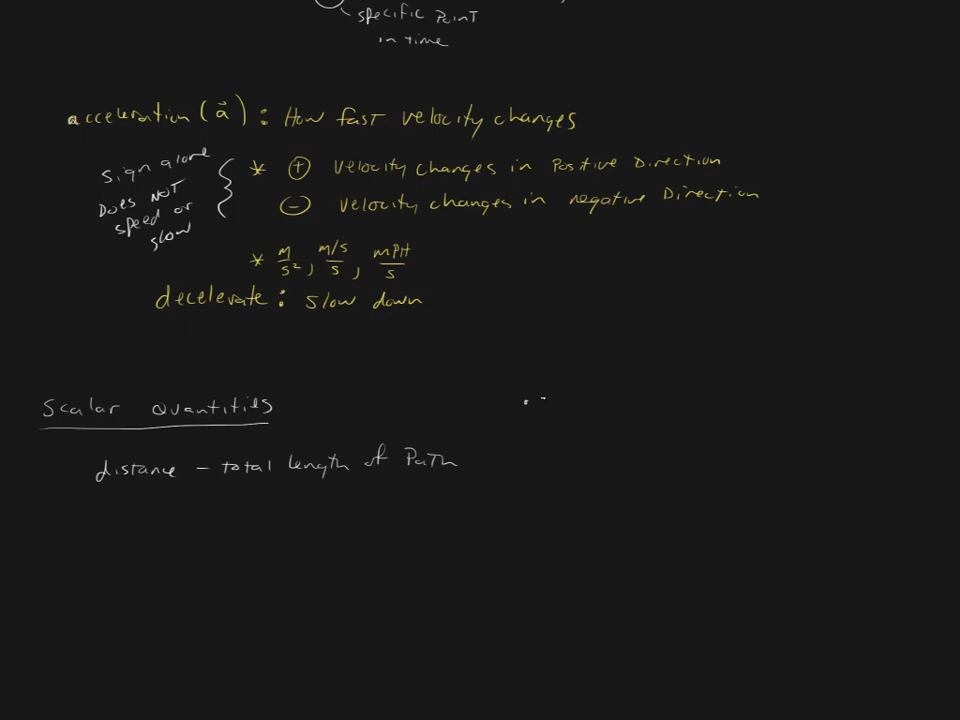 specific Point
in time
acceleration (a⃗) : How fast velocity changes
sign alone
Does NOT
speed or
slow
* ⊕ velocity changes in Positive Direction
⊖ velocity changes in negative Direction
* m/s², m/s/s, mPH/s
decelerate : slow down
Scalar Quantities
distance – total length of Path